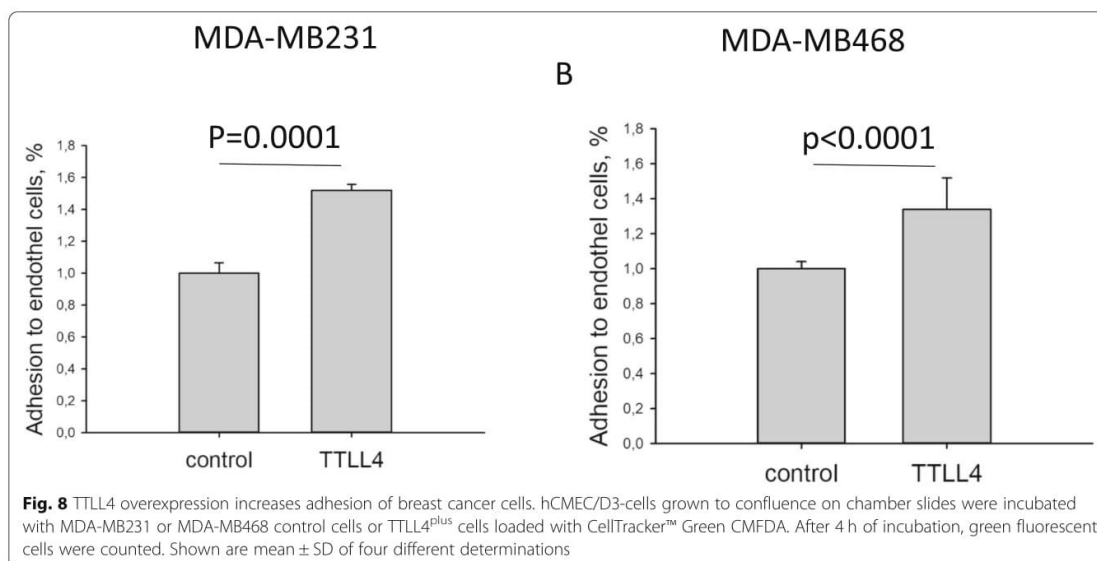 MDA-MB231
MDA-MB468
B
P=0.0001
Adhesion to endothel cells, %
1,8
1,6
1,4
1,2
1,0
0,8
0,6
0,4
0,2
0,0
control TTLL4
p<0.0001
Adhesion to endothel cells, %
1,8
1,6
1,4
1,2
1,0
0,8
0,6
0,4
0,2
0,0
control TTLL4
Fig. 8 TTLL4 overexpression increases adhesion of breast cancer cells. hCMEC/D3-cells grown to confluence on chamber slides were incubated
with MDA-MB231 or MDA-MB468 control cells or TTLL4plus cells loaded with CellTracker™ Green CMFDA. After 4 h of incubation, green fluorescent
cells were counted. Shown are mean ± SD of four different determinations